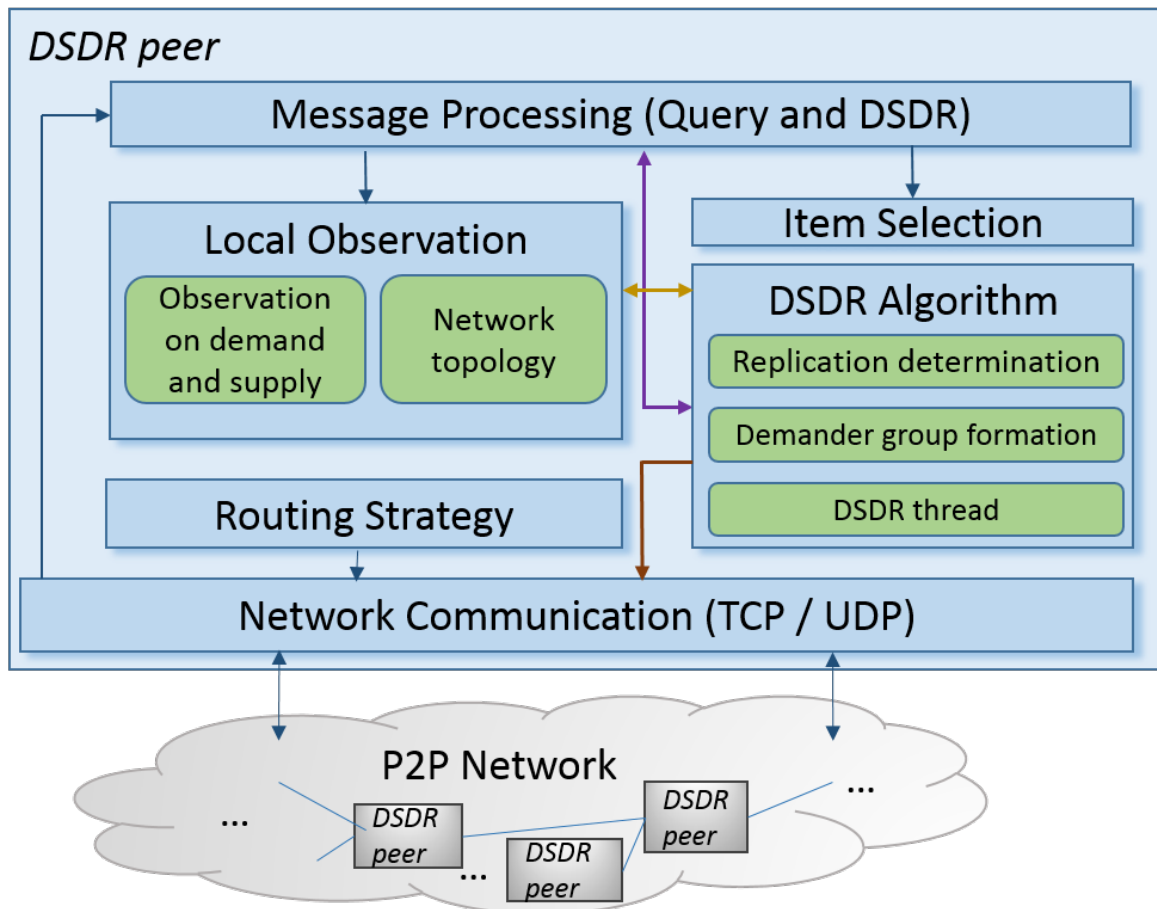 DSDR peer
Message Processing (Query and DSDR)
Local Observation
Observation
on demand
and supply
Network
topology
Item Selection
DSDR Algorithm
Replication determination
Demander group formation
DSDR thread
Routing Strategy
Network Communication (TCP / UDP)
P2P Network
...
...
DSDR
peer
...
DSDR
peer
DSDR
peer